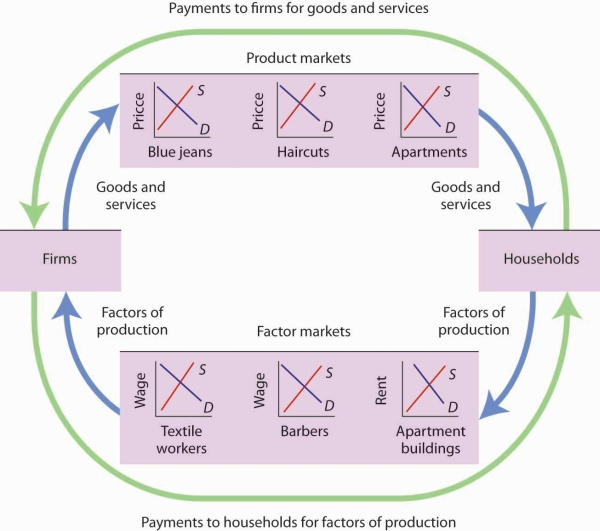 Payments to firms for goods and services
Product markets
Pricce
S
D
Blue jeans
Pricce
S
D
Haircuts
Pricce
S
D
Apartments
Goods and
services
Goods and
services
Firms
Households
Factors of
production
Factors of
production
Factor markets
Wage
S
D
Textile
workers
Wage
S
D
Barbers
Rent
S
D
Apartment
buildings
Payments to households for factors of production